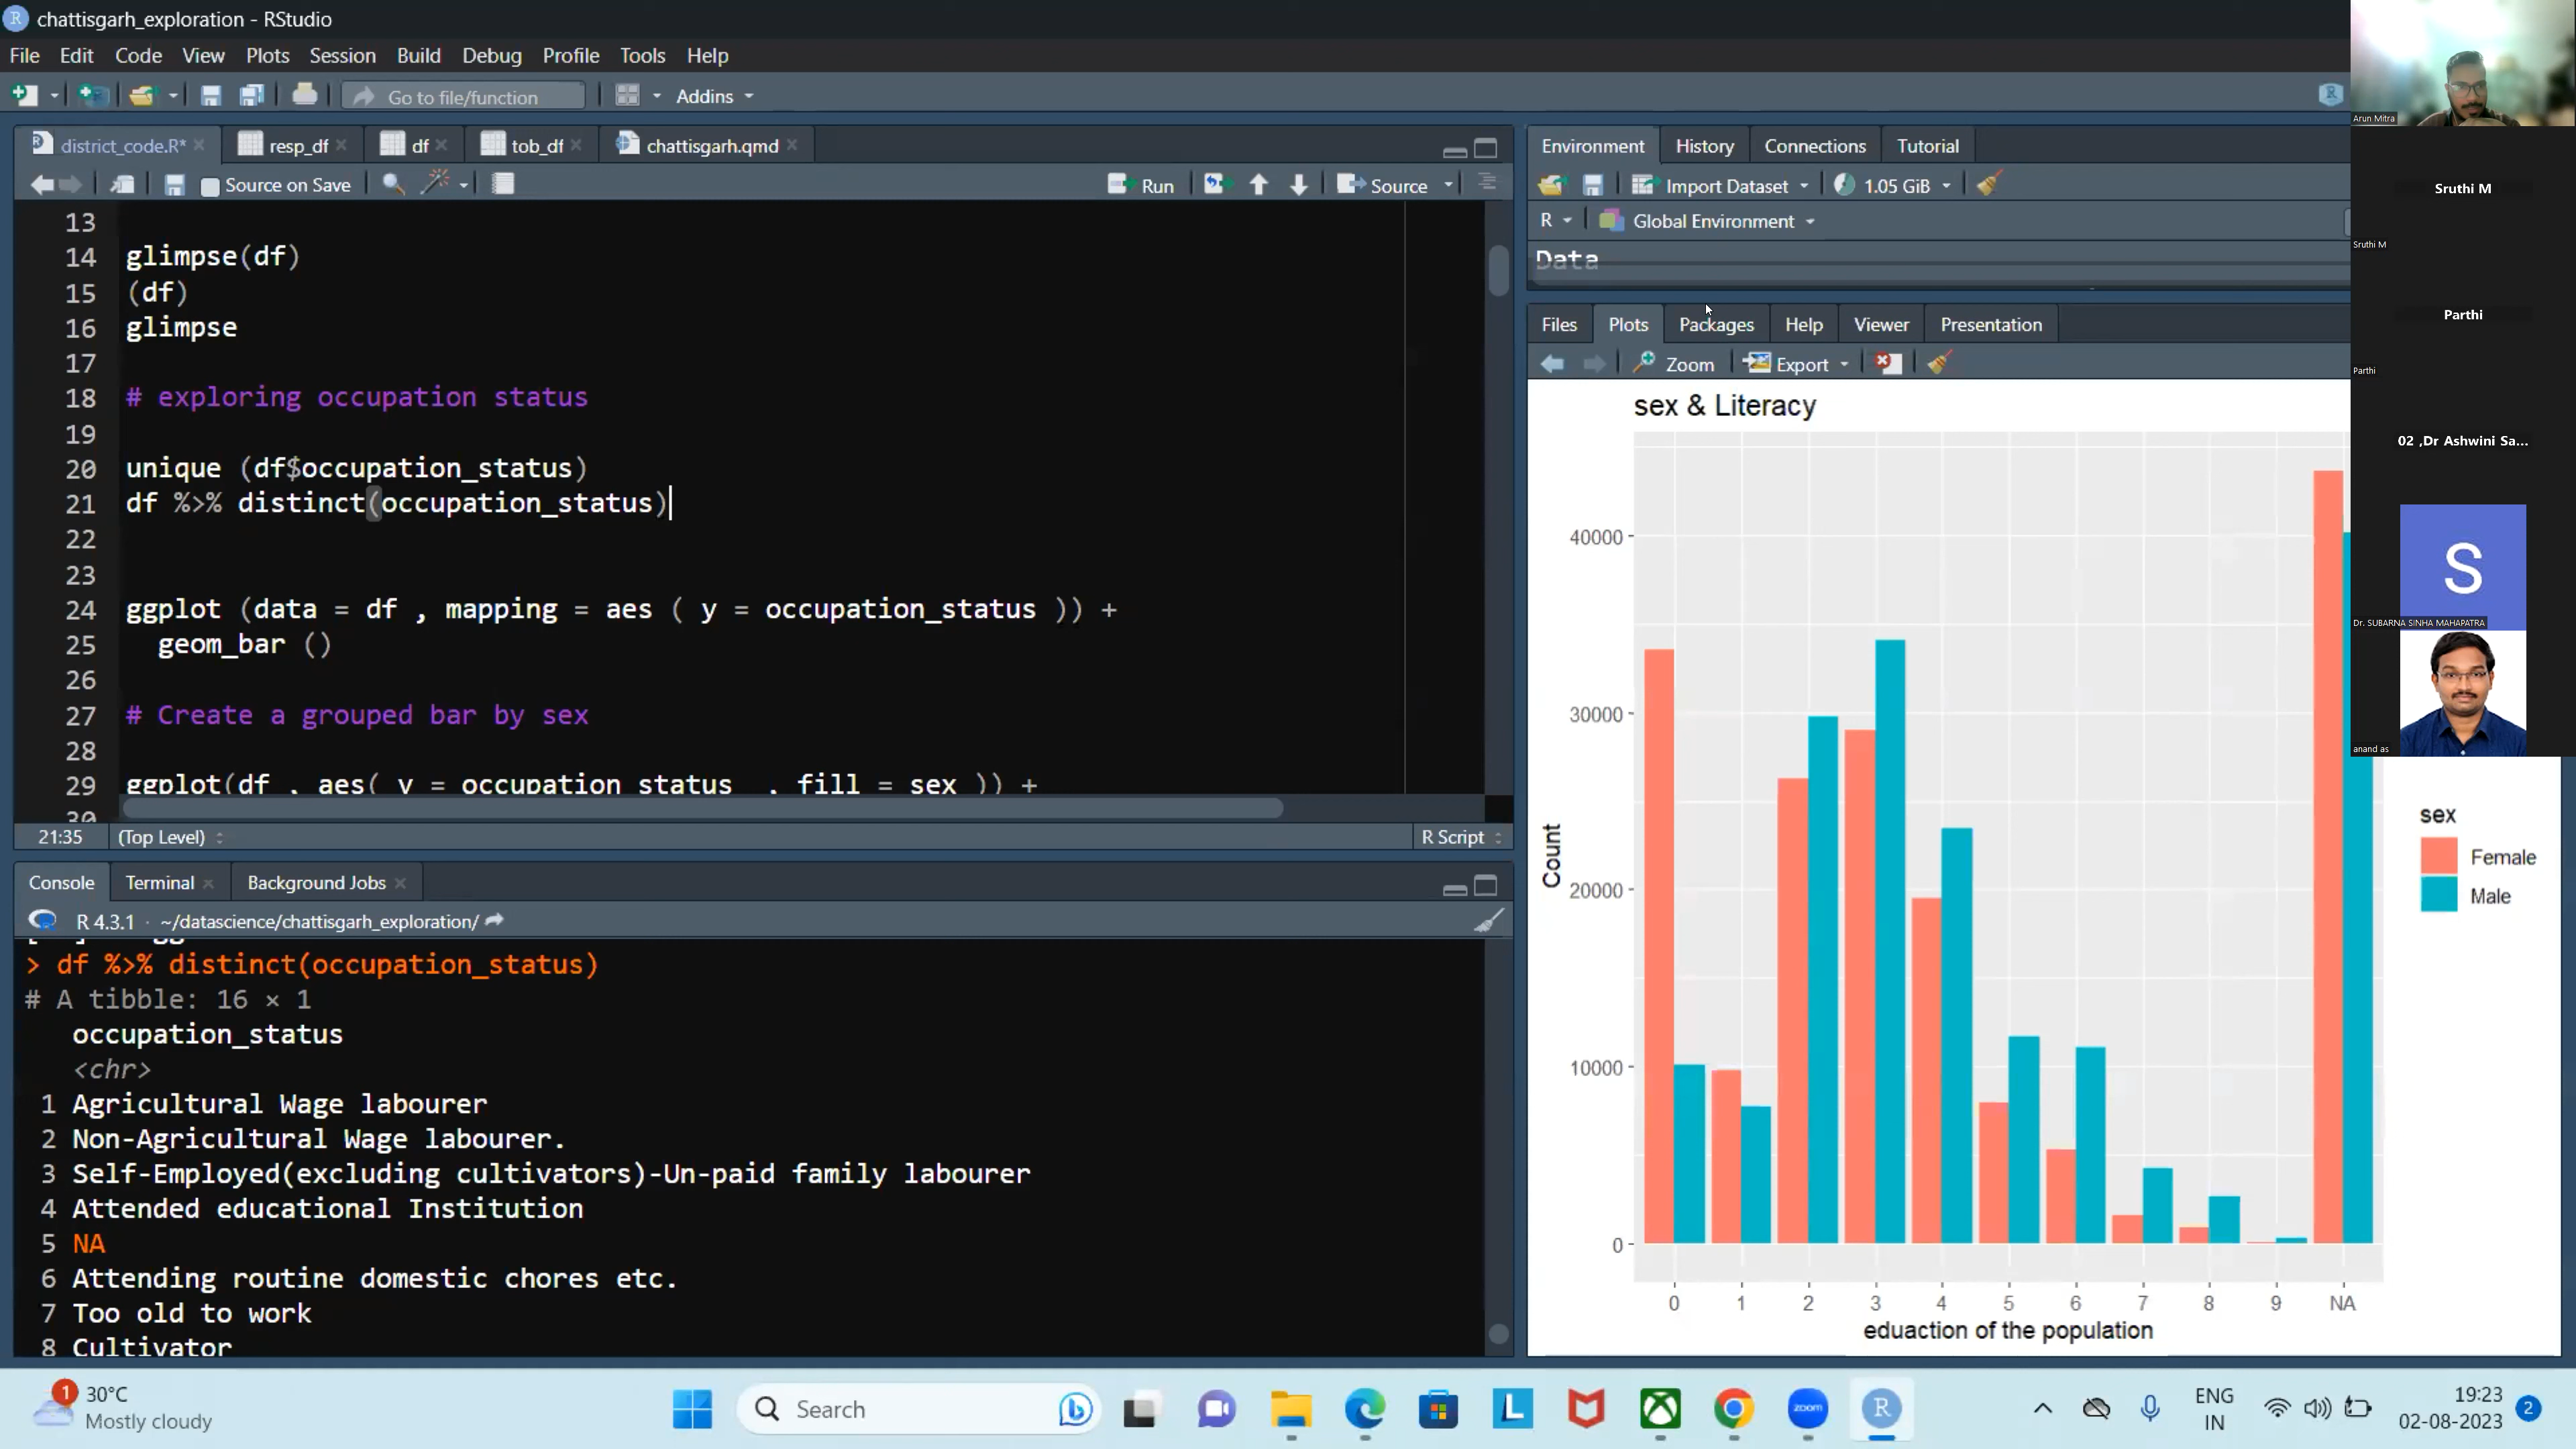 chattisgarh_exploration - RStudio
File Edit Code View Plots Session Build Debug Profile Tools Help
Go to file/function Addins
district_code.R* resp_df df tob_df chattisgarh.qmd
Source on Save Run Source
13
14 glimpse(df)
15 (df)
16 glimpse
17
18 # exploring occupation status
19
20 unique (df$occupation_status)
21 df %>% distinct(occupation_status)
22
23
24 ggplot (data = df , mapping = aes ( y = occupation_status )) +
25 geom_bar ()
26
27 # Create a grouped bar by sex
28
29 ggplot(df , aes( y = occupation_status , fill = sex )) +
30
21:35 (Top Level) R Script
Console Terminal Background Jobs
R 4.3.1 · ~/datascience/chattisgarh_exploration/
> df %>% distinct(occupation_status)
# A tibble: 16 × 1
occupation_status
<chr>
1 Agricultural Wage labourer
2 Non-Agricultural Wage labourer.
3 Self-Employed(excluding cultivators)-Un-paid family labourer
4 Attended educational Institution
5 NA
6 Attending routine domestic chores etc.
7 Too old to work
8 Cultivator
Environment History Connections Tutorial
Import Dataset 1.05 GiB
R Global Environment
Data
Files Plots Packages Help Viewer Presentation
Zoom Export
sex & Literacy
Count
40000
30000
20000
10000
0
0 1 2 3 4 5 6 7 8 9 NA
eduaction of the population
sex
Female
Male
Arun Mitra
Sruthi M
Sruthi M
Parthi
Parthi
02 ,Dr Ashwini Sa...
S
Dr. SUBARNA SINHA MAHAPATRA
anand as
1
30°C
Mostly cloudy
Search
L
zoom
R
ENG
IN
19:23
02-08-2023
2